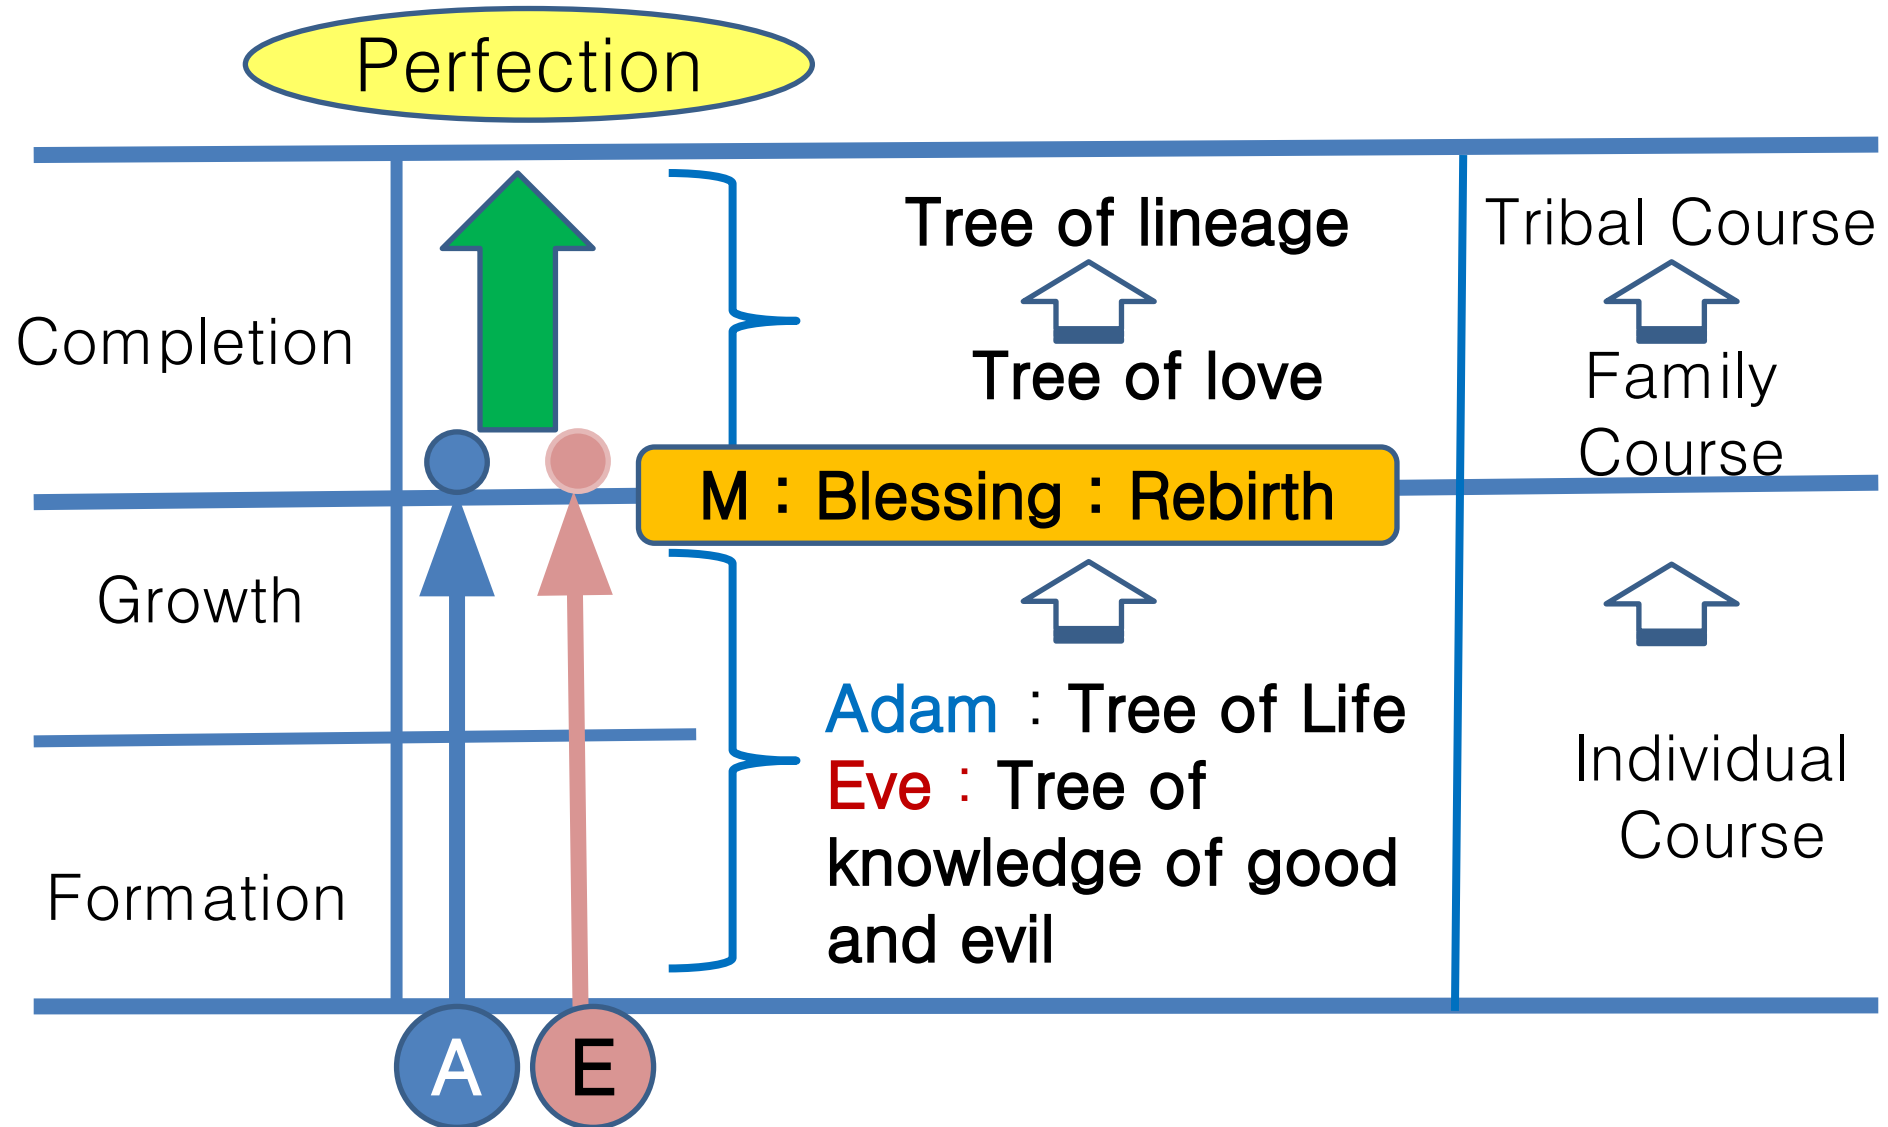 Perfection
Completion
Growth
Formation
A
E
Tree of lineage
Tree of love
M : Blessing : Rebirth
Adam : Tree of Life
Eve : Tree of
knowledge of good
and evil
Tribal Course
Family
Course
Individual
Course